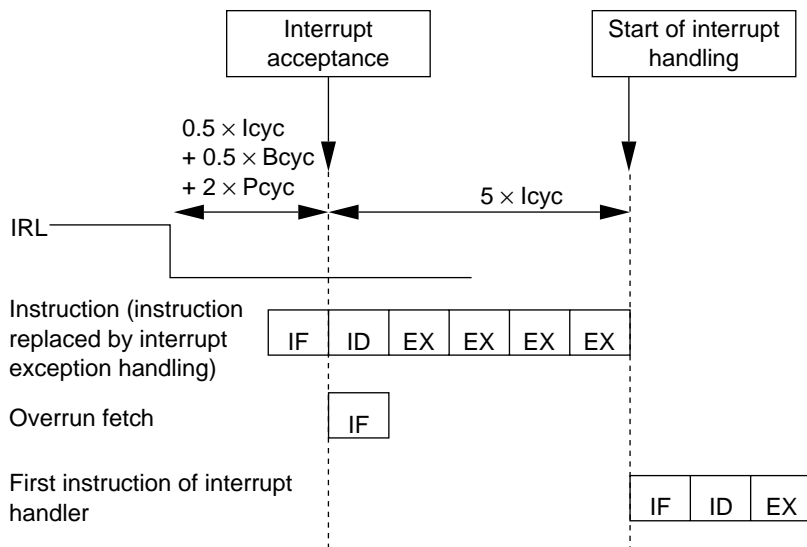 Interrupt
acceptance
Start of interrupt
handling
0.5 × Icyc
+ 0.5 × Bcyc
+ 2 × Pcyc
5 × Icyc
IRL
Instruction (instruction
replaced by interrupt
exception handling)
IF ID EX EX EX EX
Overrun fetch
IF
First instruction of interrupt
handler
IF ID EX